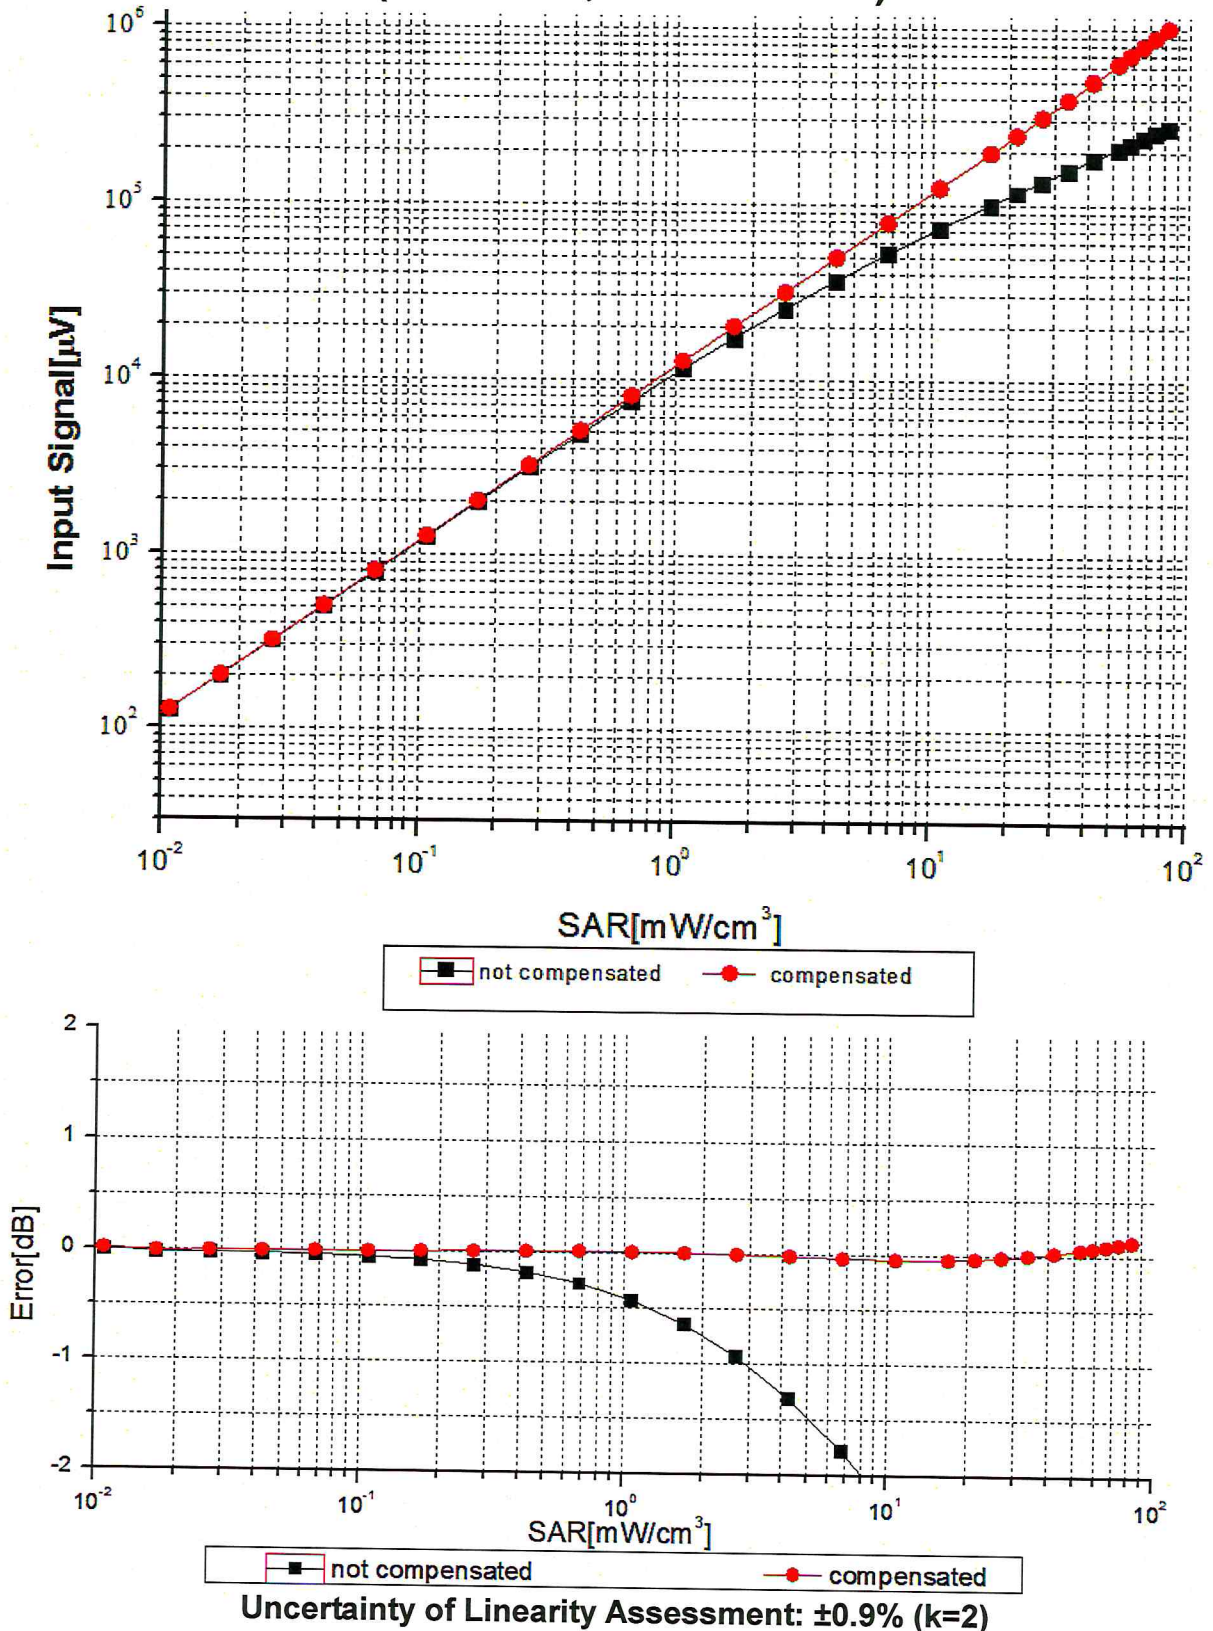 10⁶
10⁵
10⁴
10³
10²
Input Signal[µV]
10⁻² 10⁻¹ 10⁰ 10¹ 10²
SAR[mW/cm³]
not compensated compensated
2
1
0
-1
-2
Error[dB]
10⁻² 10⁻¹ 10⁰ 10¹ 10²
SAR[mW/cm³]
not compensated compensated
Uncertainty of Linearity Assessment: ±0.9% (k=2)